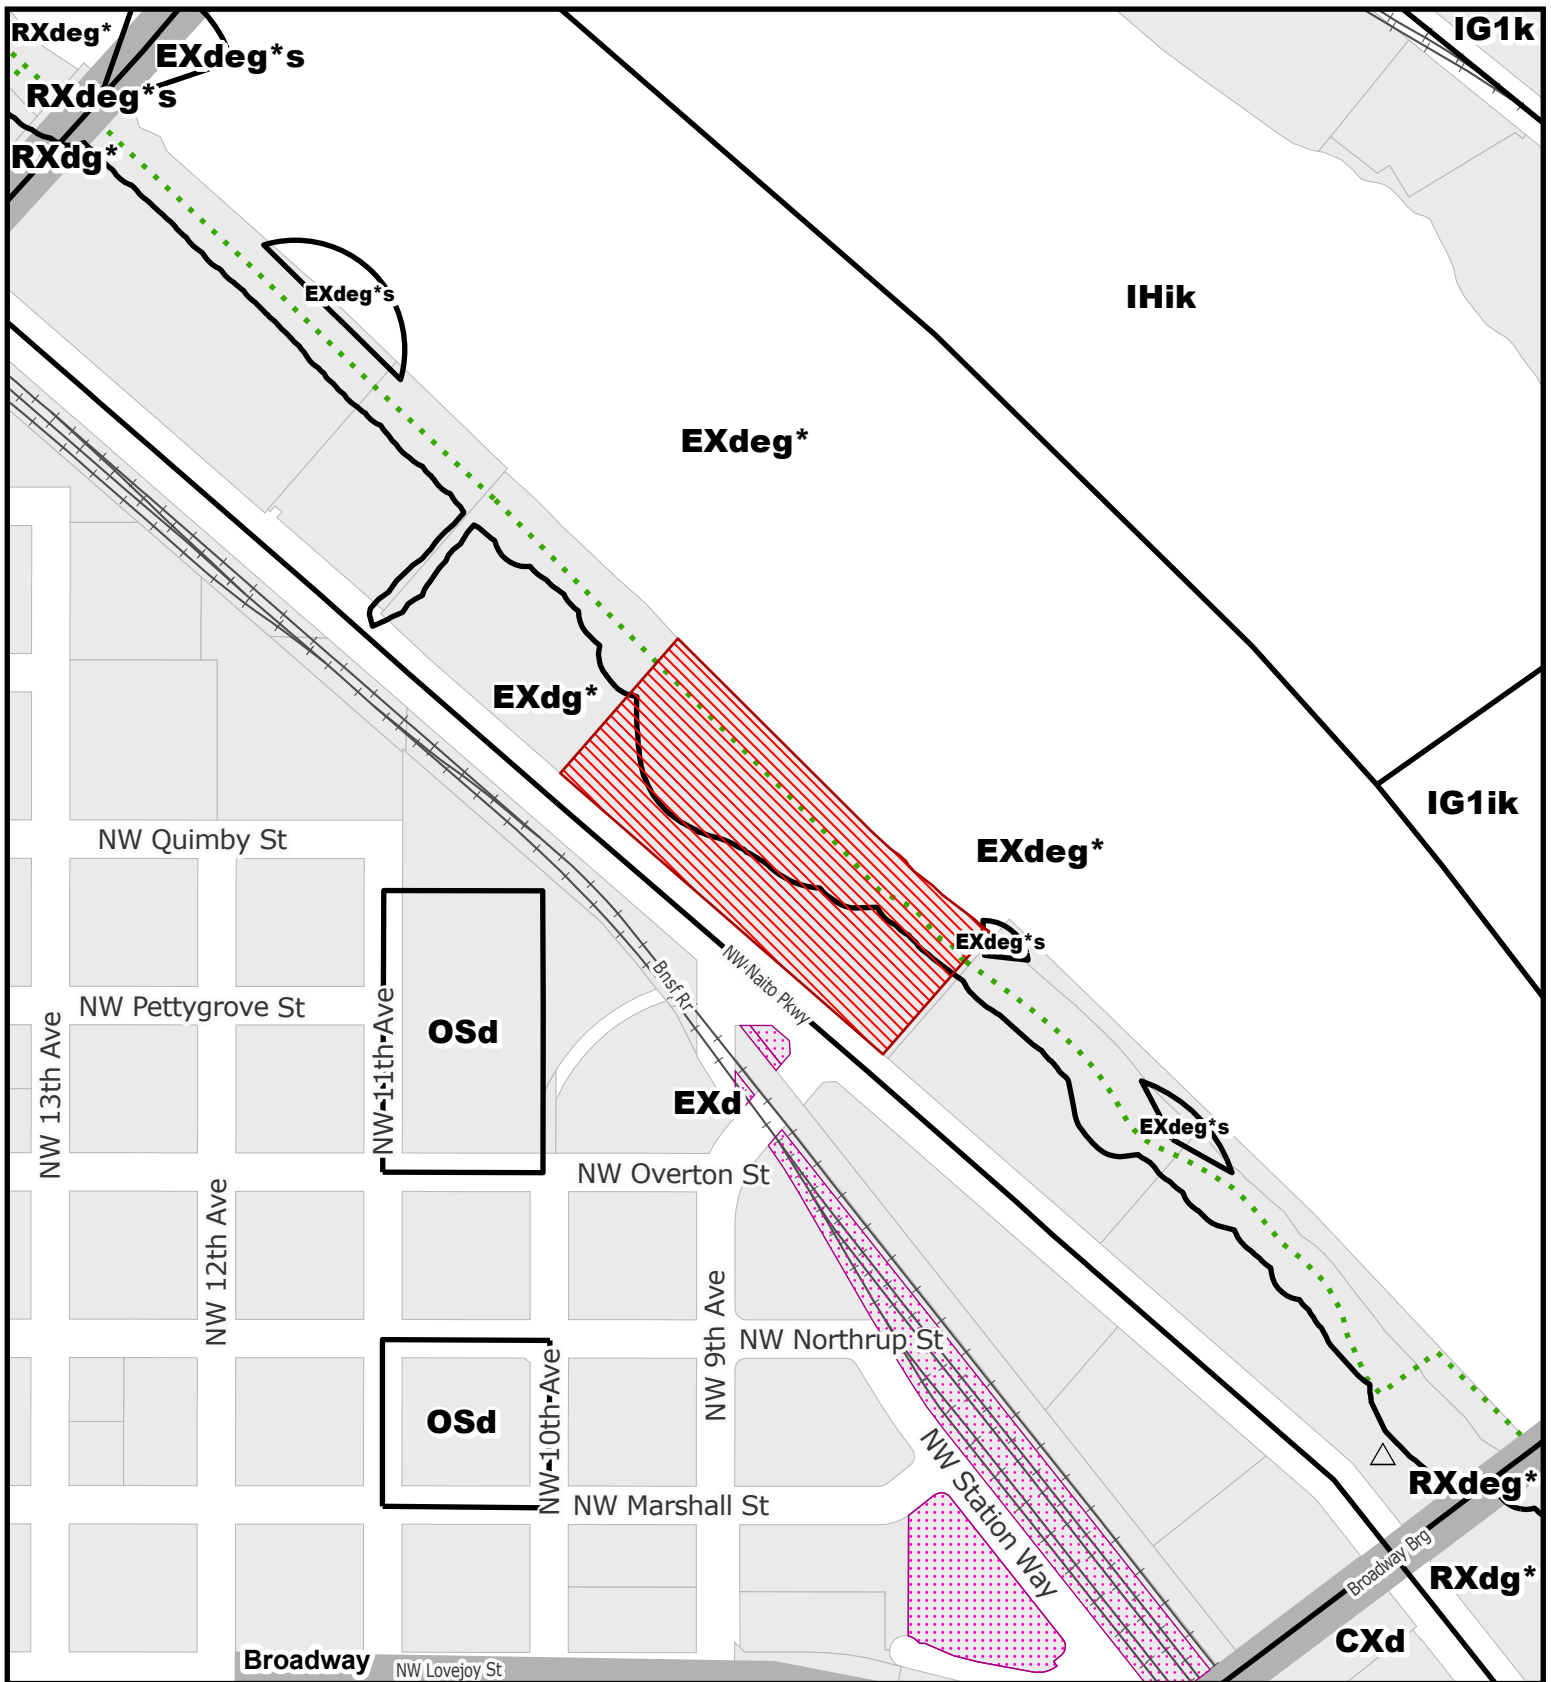 RXdeg*
EXdeg*s
IG1k
RXdeg*s
RXdg*
EXdeg*s
IHik
EXdeg*
EXdg*
IG1ik
NW Quimby St
EXdeg*
EXdeg*s
NW Naito Pkwy
Bnsf Rr
NW Pettygrove St
OSd
NW 13th Ave
NW 11th Ave
EXd
EXdeg*s
NW Overton St
NW 12th Ave
NW 9th Ave
NW Northrup St
OSd
NW 10th Ave
NW Station Way
RXdeg*
NW Marshall St
Broadway Brg
RXdg*
CXd
Broadway
NW Lovejoy St